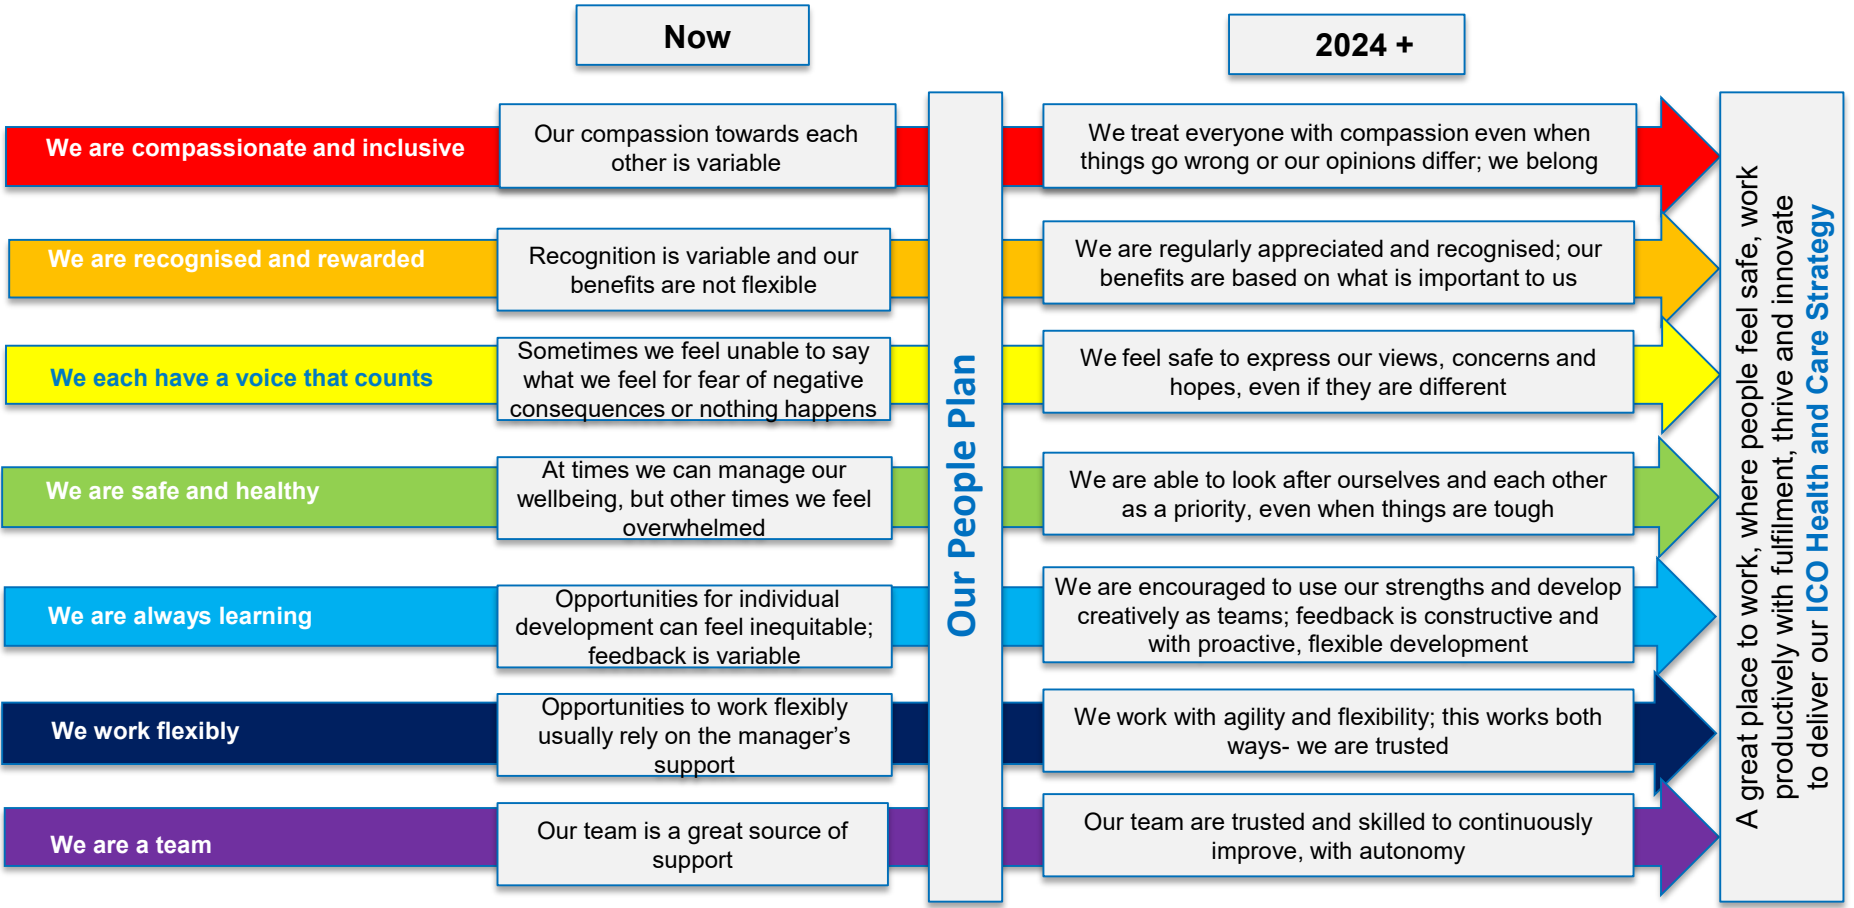 Now
2024 +
We are compassionate and inclusive
Our compassion towards each
other is variable
We treat everyone with compassion even when
things go wrong or our opinions differ; we belong
We are recognised and rewarded
Recognition is variable and our
benefits are not flexible
We are regularly appreciated and recognised; our
benefits are based on what is important to us
We each have a voice that counts
Sometimes we feel unable to say
what we feel for fear of negative
consequences or nothing happens
We feel safe to express our views, concerns and
hopes, even if they are different
We are safe and healthy
At times we can manage our
wellbeing, but other times we feel
overwhelmed
We are able to look after ourselves and each other
as a priority, even when things are tough
We are always learning
Opportunities for individual
development can feel inequitable;
feedback is variable
We are encouraged to use our strengths and develop
creatively as teams; feedback is constructive and
with proactive, flexible development
We work flexibly
Opportunities to work flexibly
usually rely on the manager’s
support
We work with agility and flexibility; this works both
ways- we are trusted
We are a team
Our team is a great source of
support
Our team are trusted and skilled to continuously
improve, with autonomy
Our People Plan
A great place to work, where people feel safe, work
productively with fulfilment, thrive and innovate
to deliver our ICO Health and Care Strategy